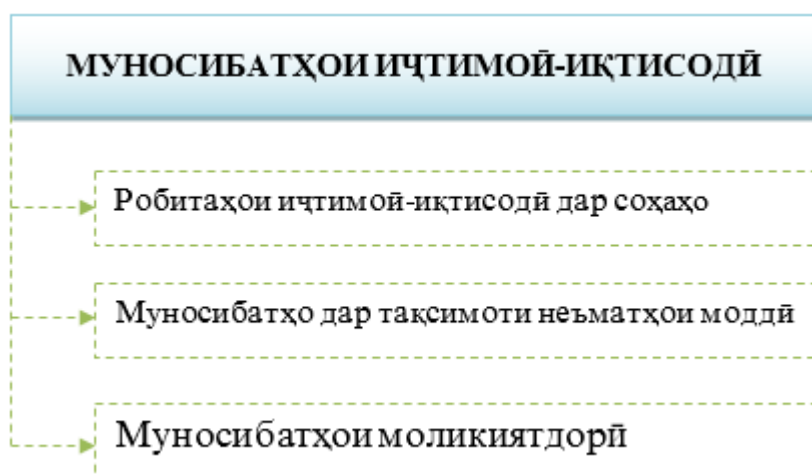 МУНОСИБАТҲОИ ИҶТИМОӢ-ИҚТИСОДӢ
Робитаҳои иҷтимоӣ-иқтисодӣ дар соҳаҳо
Муносибатҳо дар тақсимоти неъматҳои моддӣ
Муносибатҳои моликиятдорӣ